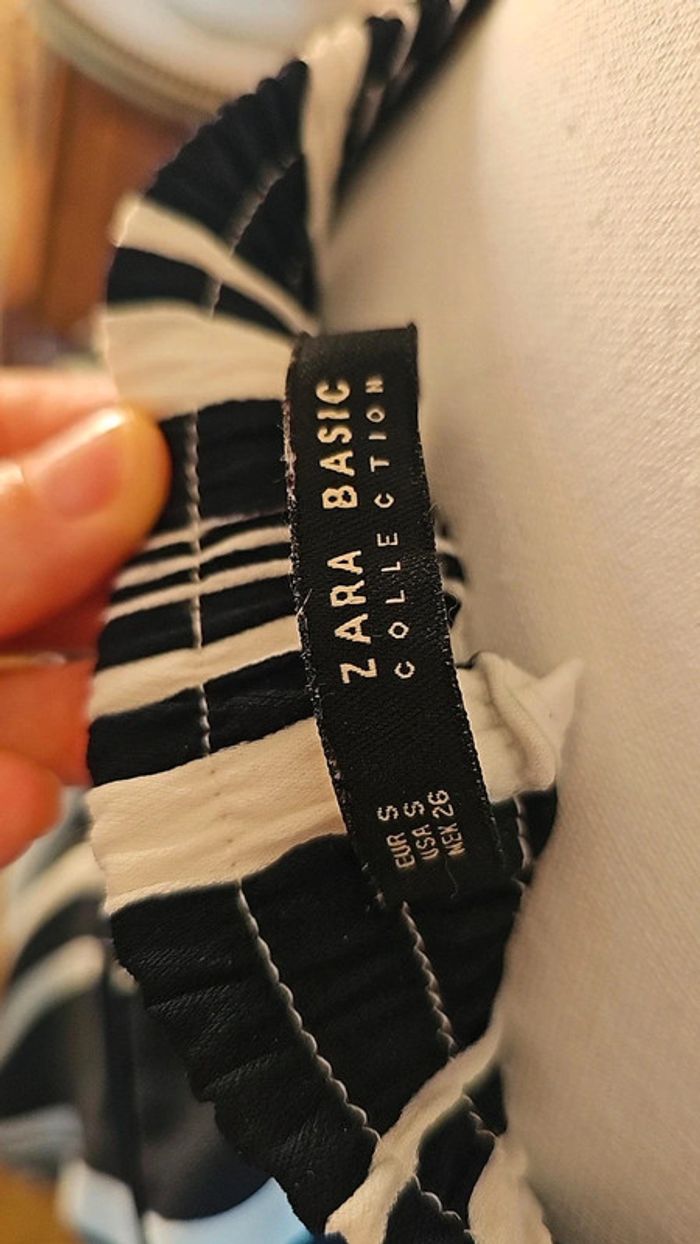 ZARA BASIC
COLLECTION
EUR S
USA S
MEX 26